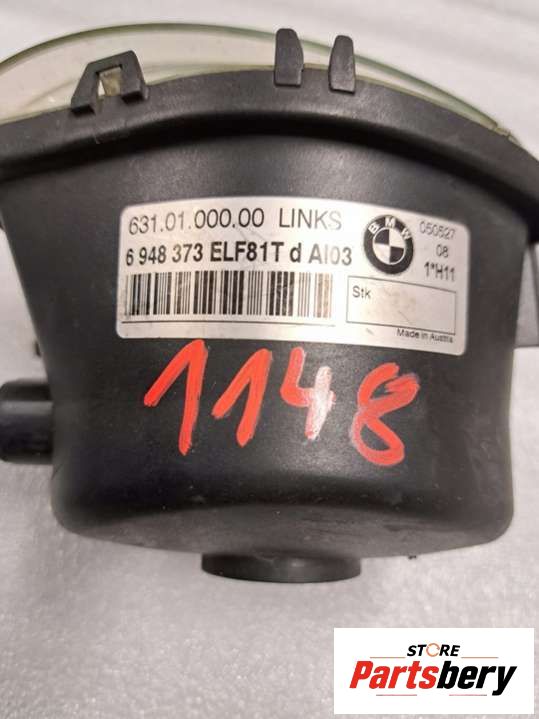 631.01.000.00 LINKS
6 948 373 ELF81T d AI03
BMW
050527
08
1*H11
Stk
Made in Austria
1148
STORE
Partsbery